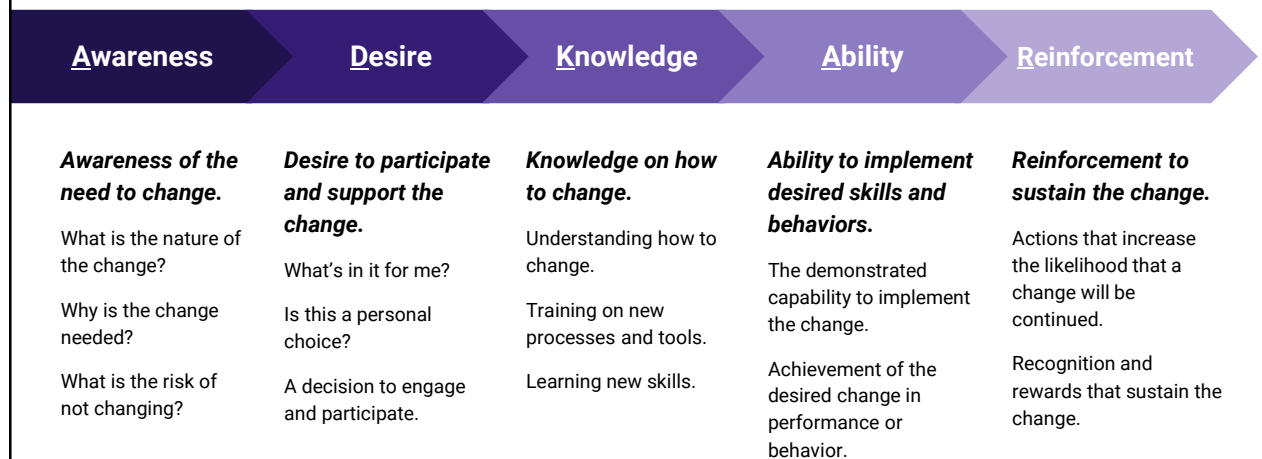 Awareness
Desire
Knowledge
Ability
Reinforcement
Awareness of the
need to change.
What is the nature of
the change?
Why is the change
needed?
What is the risk of
not changing?
Desire to participate
and support the
change.
What’s in it for me?
Is this a personal
choice?
A decision to engage
and participate.
Knowledge on how
to change.
Understanding how to
change.
Training on new
processes and tools.
Learning new skills.
Ability to implement
desired skills and
behaviors.
The demonstrated
capability to implement
the change.
Achievement of the
desired change in
performance or
behavior.
Reinforcement to
sustain the change.
Actions that increase
the likelihood that a
change will be
continued.
Recognition and
rewards that sustain the
change.